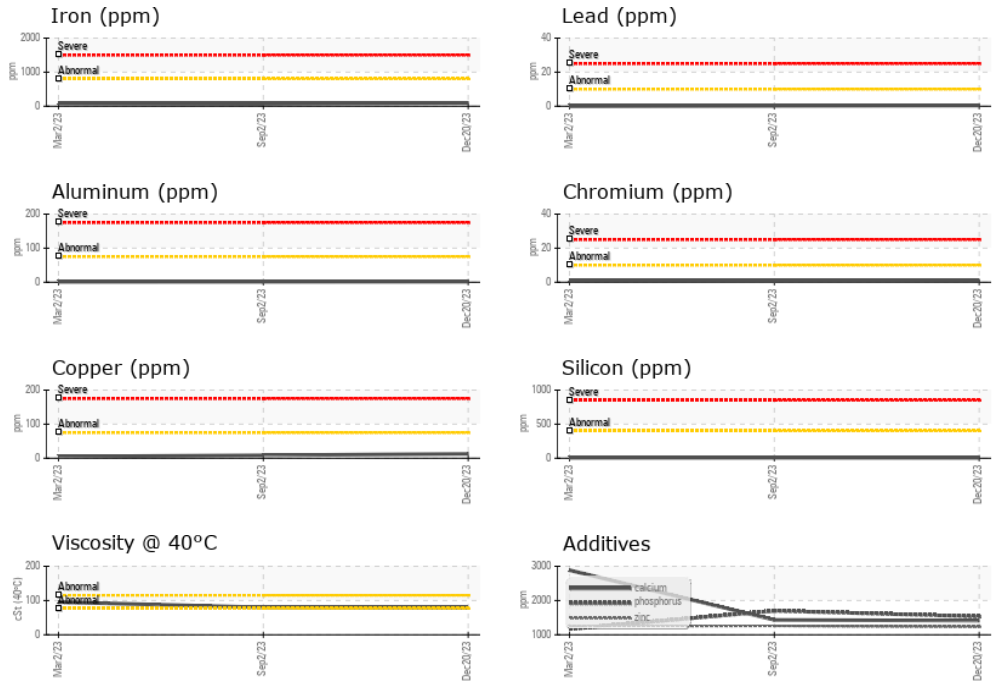 Iron (ppm)
2000
1000
0
ppm
Severe
Abnormal
Mar2/23
Sep2/23
Dec20/23
Lead (ppm)
40
20
0
ppm
Severe
Abnormal
Mar2/23
Sep2/23
Dec20/23
Aluminum (ppm)
200
100
0
ppm
Severe
Abnormal
Mar2/23
Sep2/23
Dec20/23
Chromium (ppm)
40
20
0
ppm
Severe
Abnormal
Mar2/23
Sep2/23
Dec20/23
Copper (ppm)
200
100
0
ppm
Severe
Abnormal
Mar2/23
Sep2/23
Dec20/23
Silicon (ppm)
1000
500
0
ppm
Severe
Abnormal
Mar2/23
Sep2/23
Dec20/23
Viscosity @ 40°C
200
100
0
cSt (40°C)
Abnormal
Abnormal
Mar2/23
Sep2/23
Dec20/23
Additives
3000
2000
1000
ppm
calcium
phosphorus
zinc
Mar2/23
Sep2/23
Dec20/23